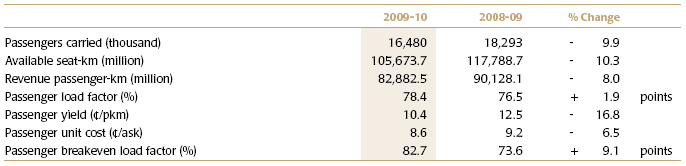 2009-10 2008-09 % Change
Passengers carried (thousand) 16,480 18,293 - 9.9
Available seat-km (million) 105,673.7 117,788.7 - 10.3
Revenue passenger-km (million) 82,882.5 90,128.1 - 8.0
Passenger load factor (%) 78.4 76.5 + 1.9 points
Passenger yield (¢/pkm) 10.4 12.5 - 16.8
Passenger unit cost (¢/ask) 8.6 9.2 - 6.5
Passenger breakeven load factor (%) 82.7 73.6 + 9.1 points